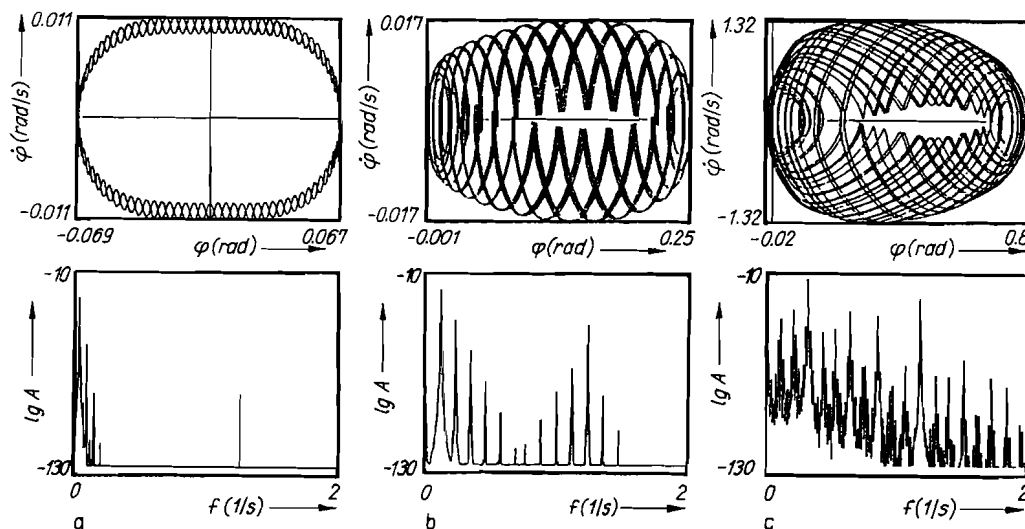 0.011
φ̇ (rad/s)
-0.011
-0.069
0.067
φ (rad)
0.017
φ̇ (rad/s)
-0.017
-0.001
0.25
φ (rad)
1.32
φ̇ (rad/s)
-1.32
-0.02
0.8
φ (rad)
-10
lg A
-130
0
2
f (1/s)
a
-10
lg A
-130
0
2
f (1/s)
b
-10
lg A
-130
0
2
f (1/s)
c